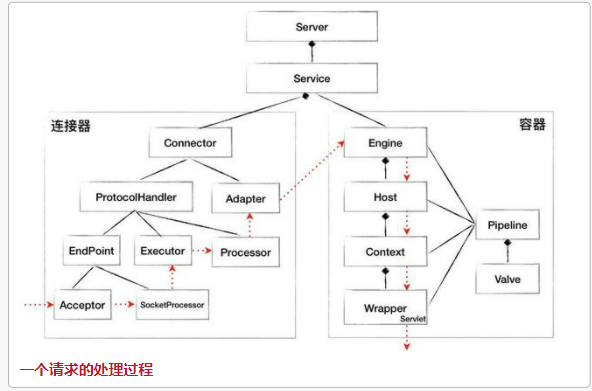 Server
Service
连接器
容器
Connector
Engine
ProtocolHandler
Adapter
Host
Pipeline
EndPoint
Executor
Processor
Context
Valve
Acceptor
SocketProcessor
Wrapper
Servlet
一个请求的处理过程